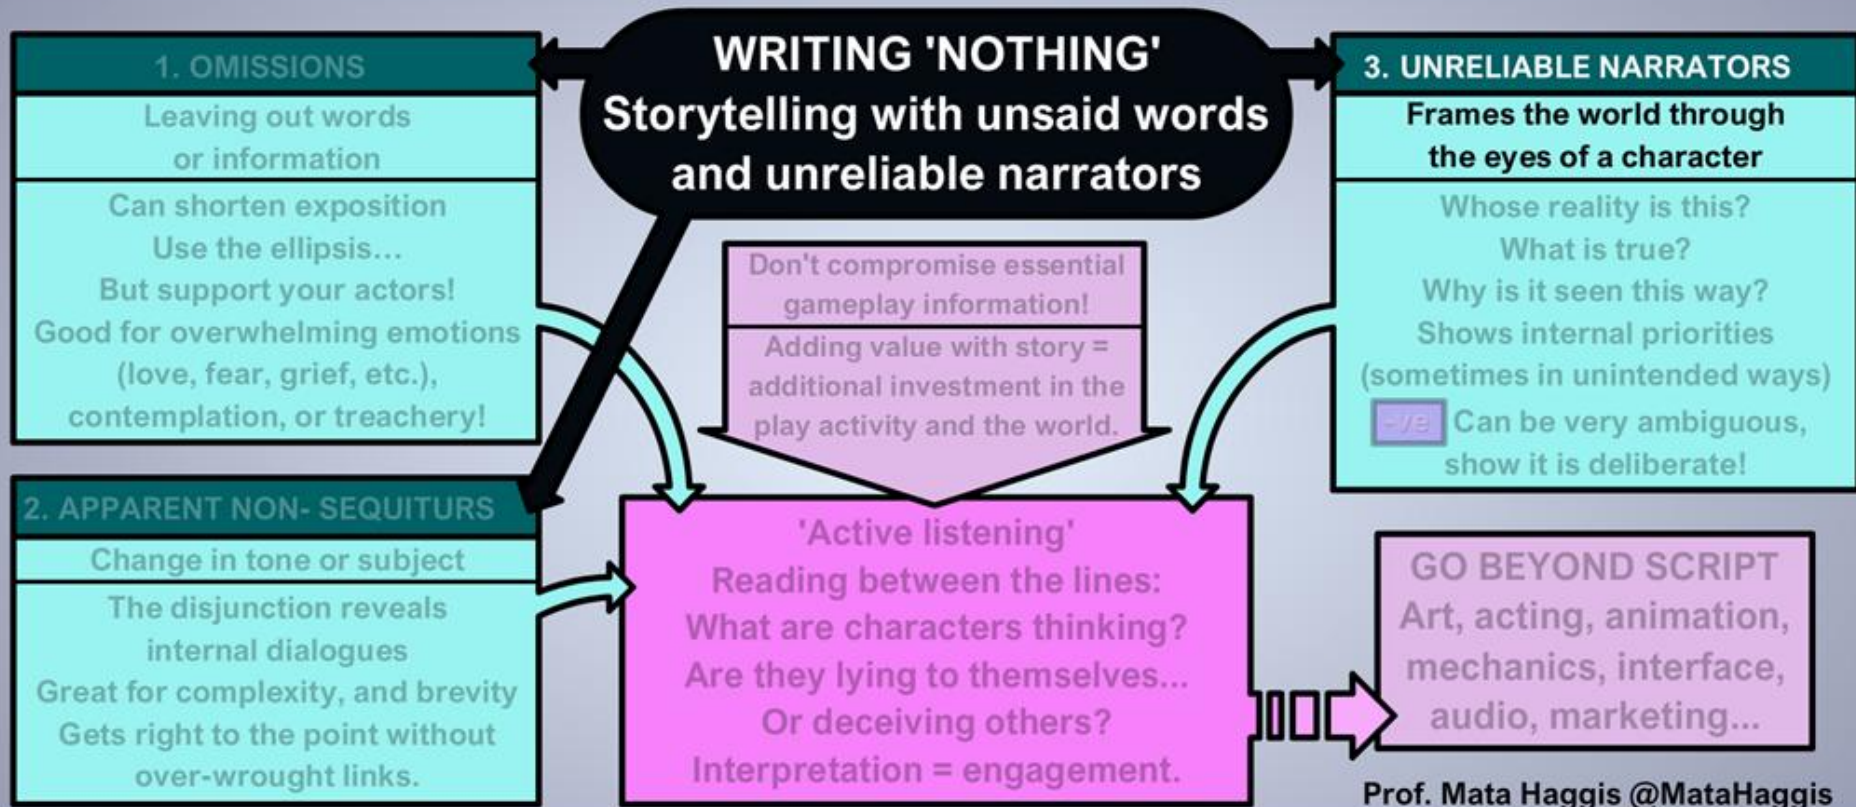 WRITING 'NOTHING'
Storytelling with unsaid words
and unreliable narrators
1. OMISSIONS
Leaving out words
or information
Can shorten exposition
Use the ellipsis...
But support your actors!
Good for overwhelming emotions
(love, fear, grief, etc.),
contemplation, or treachery!
2. APPARENT NON- SEQUITURS
Change in tone or subject
The disjunction reveals
internal dialogues
Great for complexity, and brevity
Gets right to the point without
over-wrought links.
3. UNRELIABLE NARRATORS
Frames the world through
the eyes of a character
Whose reality is this?
What is true?
Why is it seen this way?
Shows internal priorities
(sometimes in unintended ways)
-ve Can be very ambiguous,
show it is deliberate!
Don't compromise essential
gameplay information!
Adding value with story =
additional investment in the
play activity and the world.
'Active listening'
Reading between the lines:
What are characters thinking?
Are they lying to themselves...
Or deceiving others?
Interpretation = engagement.
GO BEYOND SCRIPT
Art, acting, animation,
mechanics, interface,
audio, marketing...
Prof. Mata Haggis @MataHaggis